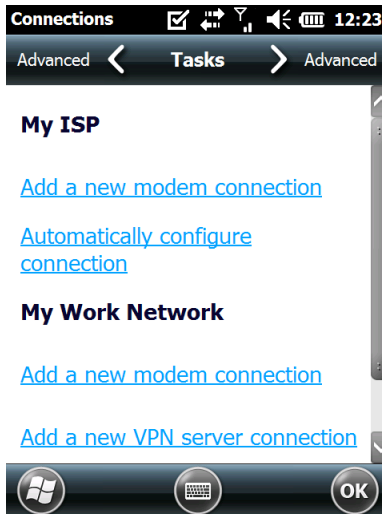 Connections 12:23
Advanced Tasks Advanced
My ISP
Add a new modem connection
Automatically configure
connection
My Work Network
Add a new modem connection
Add a new VPN server connection
OK